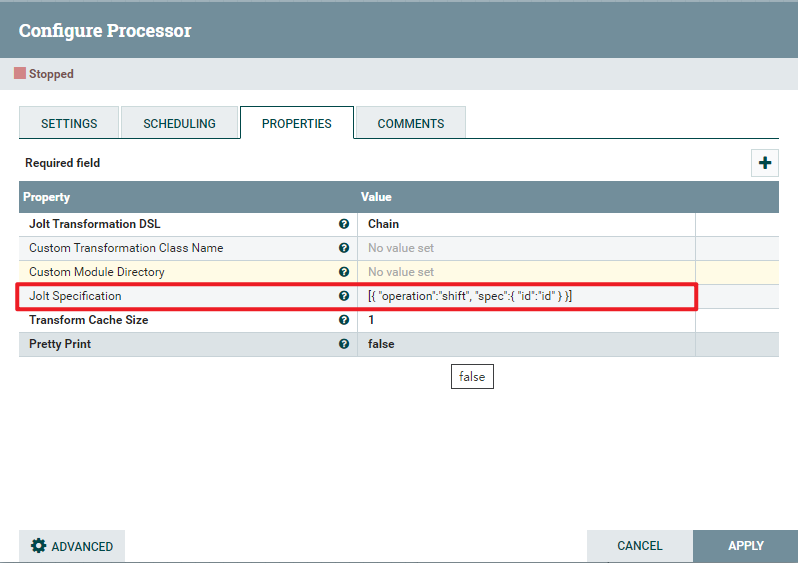 Configure Processor
Stopped
SETTINGS SCHEDULING PROPERTIES COMMENTS
Required field
Property Value
Jolt Transformation DSL Chain
Custom Transformation Class Name No value set
Custom Module Directory No value set
Jolt Specification [{ "operation":"shift", "spec":{ "id":"id" } }]
Transform Cache Size 1
Pretty Print false
false
ADVANCED CANCEL APPLY